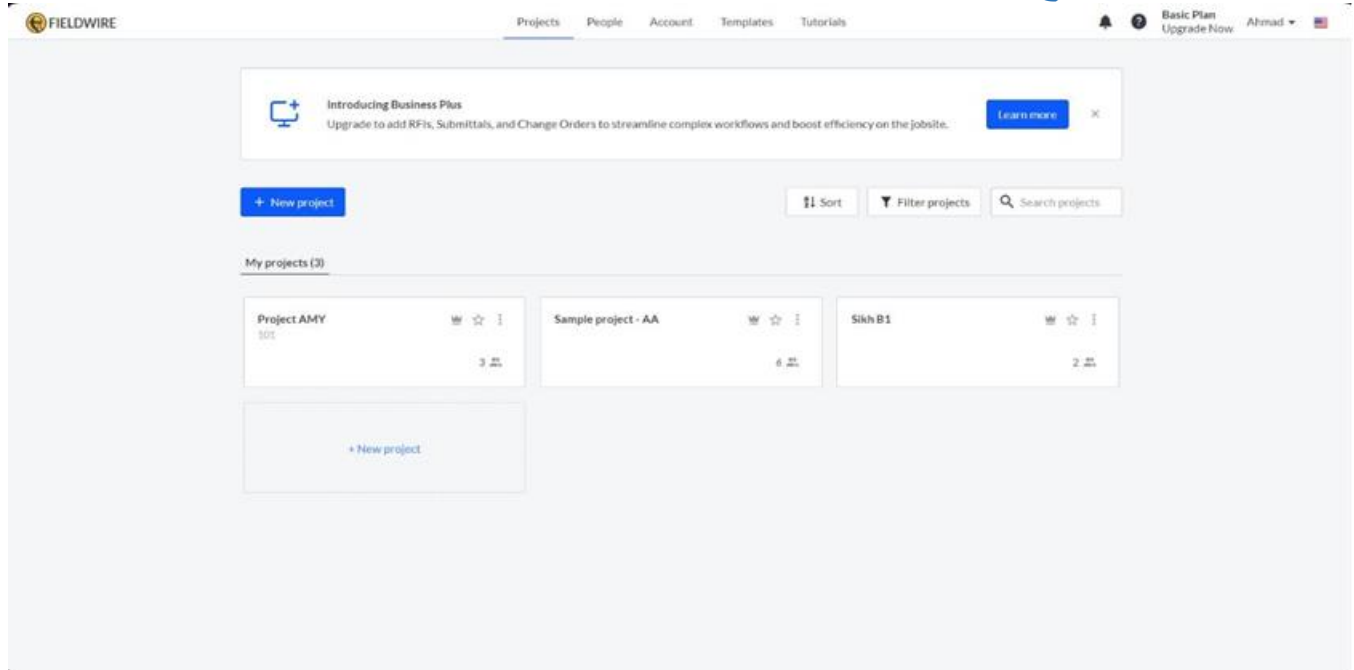 FIELDWIRE
Projects People Account Templates Tutorials
Basic Plan
Upgrade Now
Ahmad
Introducing Business Plus
Upgrade to add RFIs, Submittals, and Change Orders to streamline complex workflows and boost efficiency on the jobsite.
Learn more
+ New project
Sort
Filter projects
Search projects
My projects (3)
Project AMY
101
3
Sample project - AA
6
Sikh B1
2
+ New project